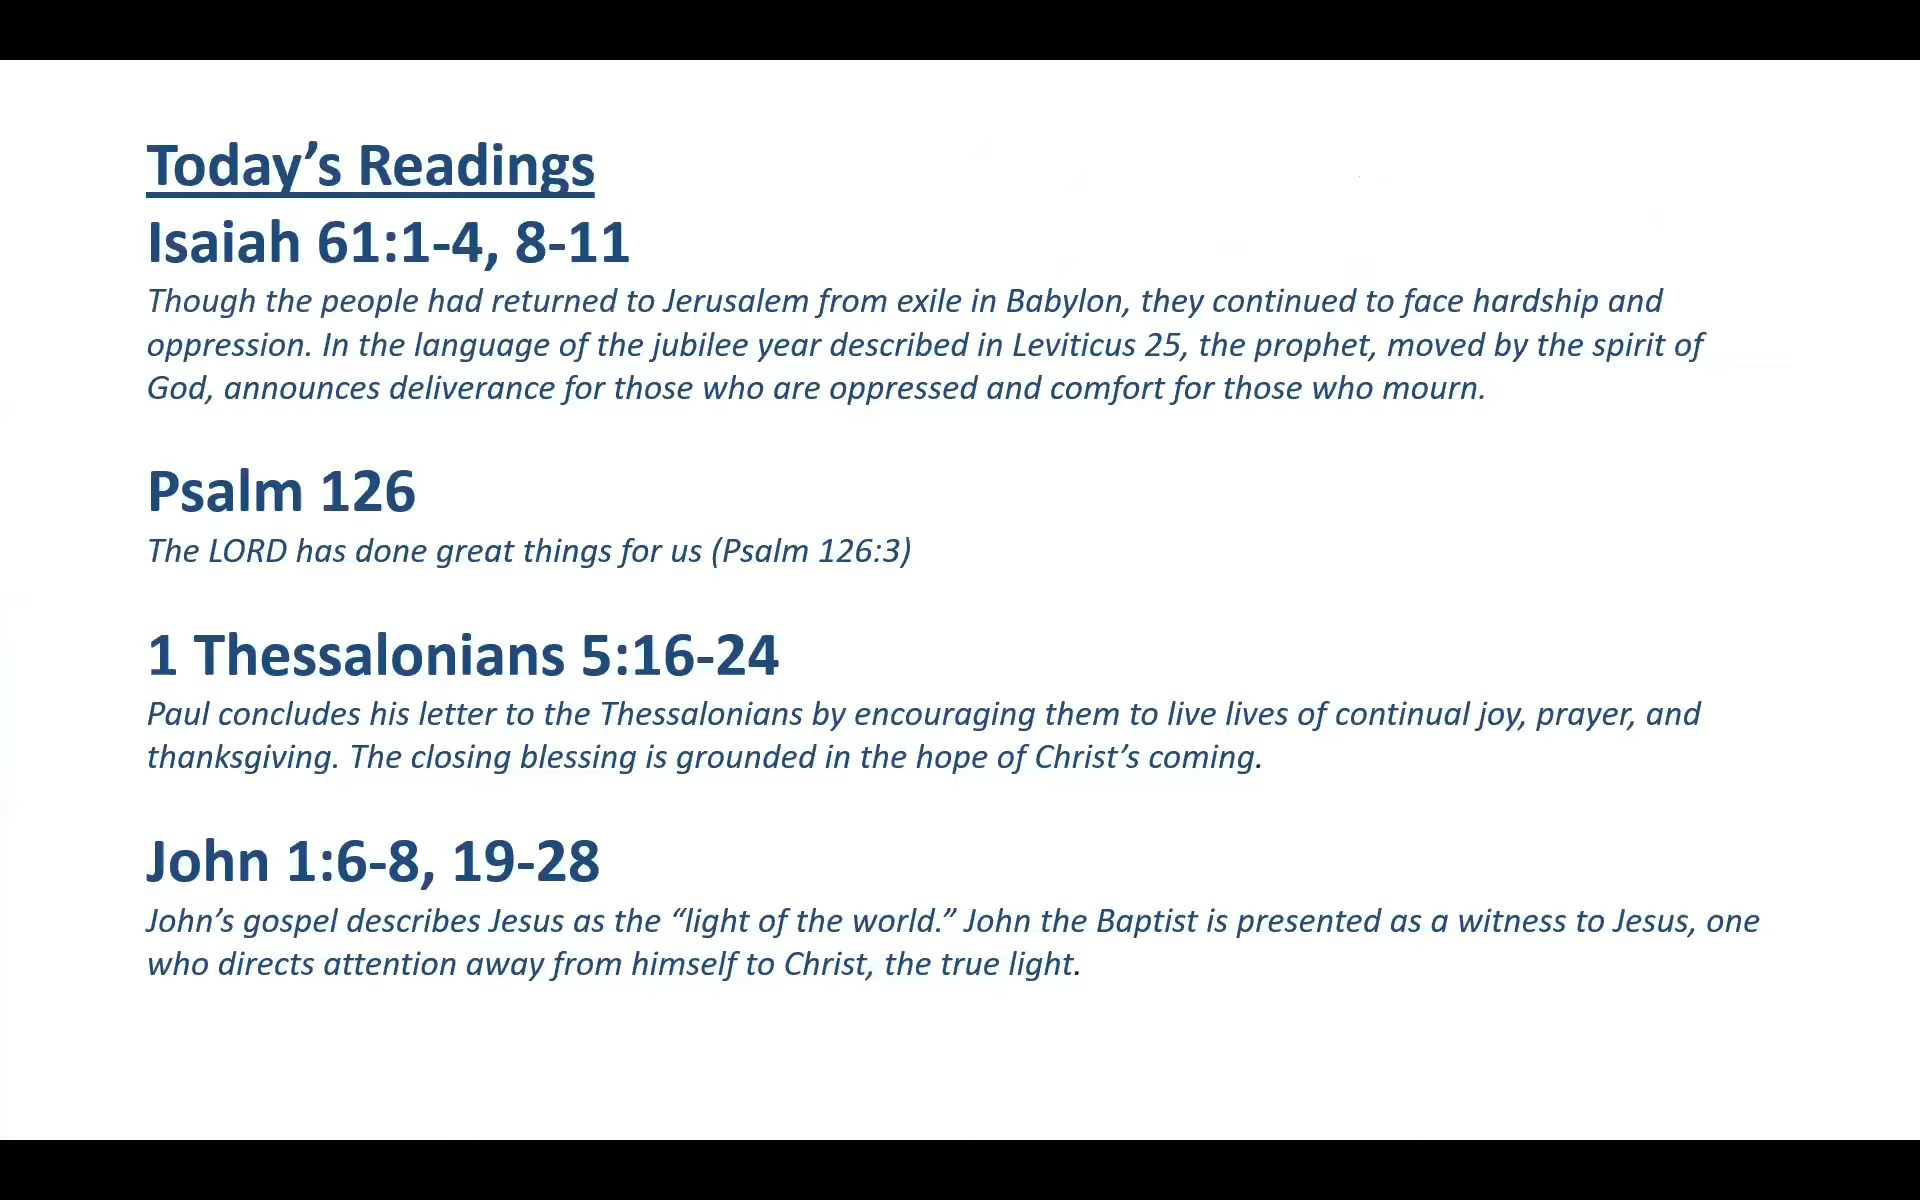 Today’s Readings
Isaiah 61:1-4, 8-11
Though the people had returned to Jerusalem from exile in Babylon, they continued to face hardship and
oppression. In the language of the jubilee year described in Leviticus 25, the prophet, moved by the spirit of
God, announces deliverance for those who are oppressed and comfort for those who mourn.
Psalm 126
The LORD has done great things for us (Psalm 126:3)
1 Thessalonians 5:16-24
Paul concludes his letter to the Thessalonians by encouraging them to live lives of continual joy, prayer, and
thanksgiving. The closing blessing is grounded in the hope of Christ’s coming.
John 1:6-8, 19-28
John’s gospel describes Jesus as the “light of the world.” John the Baptist is presented as a witness to Jesus, one
who directs attention away from himself to Christ, the true light.